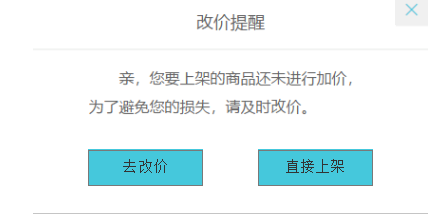 改价提醒
亲，您要上架的商品还未进行加价，
为了避免您的损失，请及时改价。
去改价
直接上架